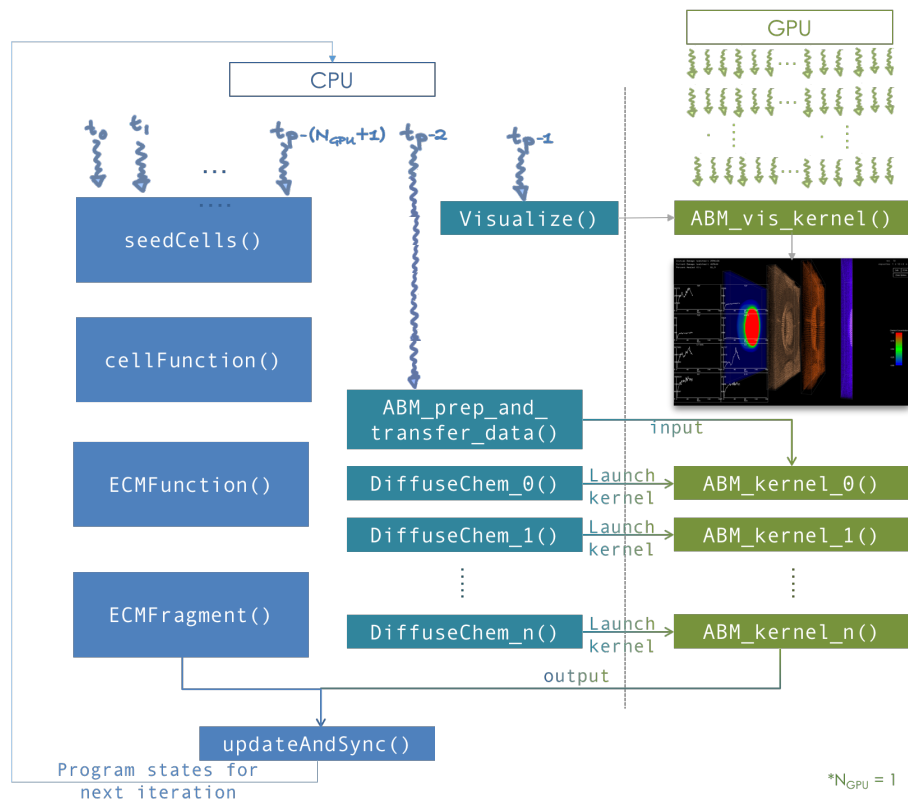 GPU
CPU
t₀
t₁
...
tₚ-(N_GPU+1)
tₚ-2
tₚ-1
seedCells()
Visualize()
ABM_vis_kernel()
cellFunction()
ABM_prep_and_
transfer_data()
input
ECMFunction()
DiffuseChem_0()
Launch
kernel
ABM_kernel_0()
DiffuseChem_1()
Launch
kernel
ABM_kernel_1()
ECMFragment()
DiffuseChem_n()
Launch
kernel
ABM_kernel_n()
output
updateAndSync()
Program states for
next iteration
*N_GPU = 1